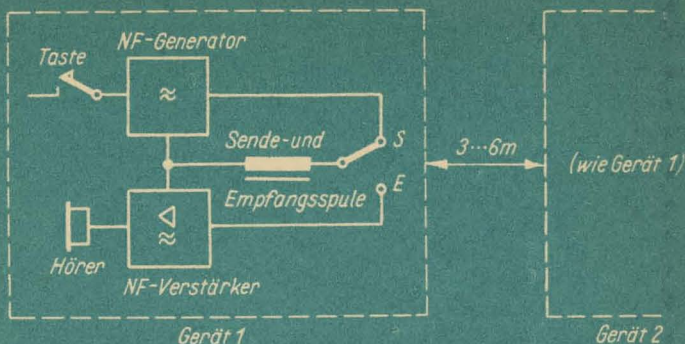 NF-Generator
Taste
≈
Sende- und
S
3···6m
(wie Gerät 1)
E
Empfangsspule
≈
Hörer
NF-Verstärker
Gerät 1
Gerät 2